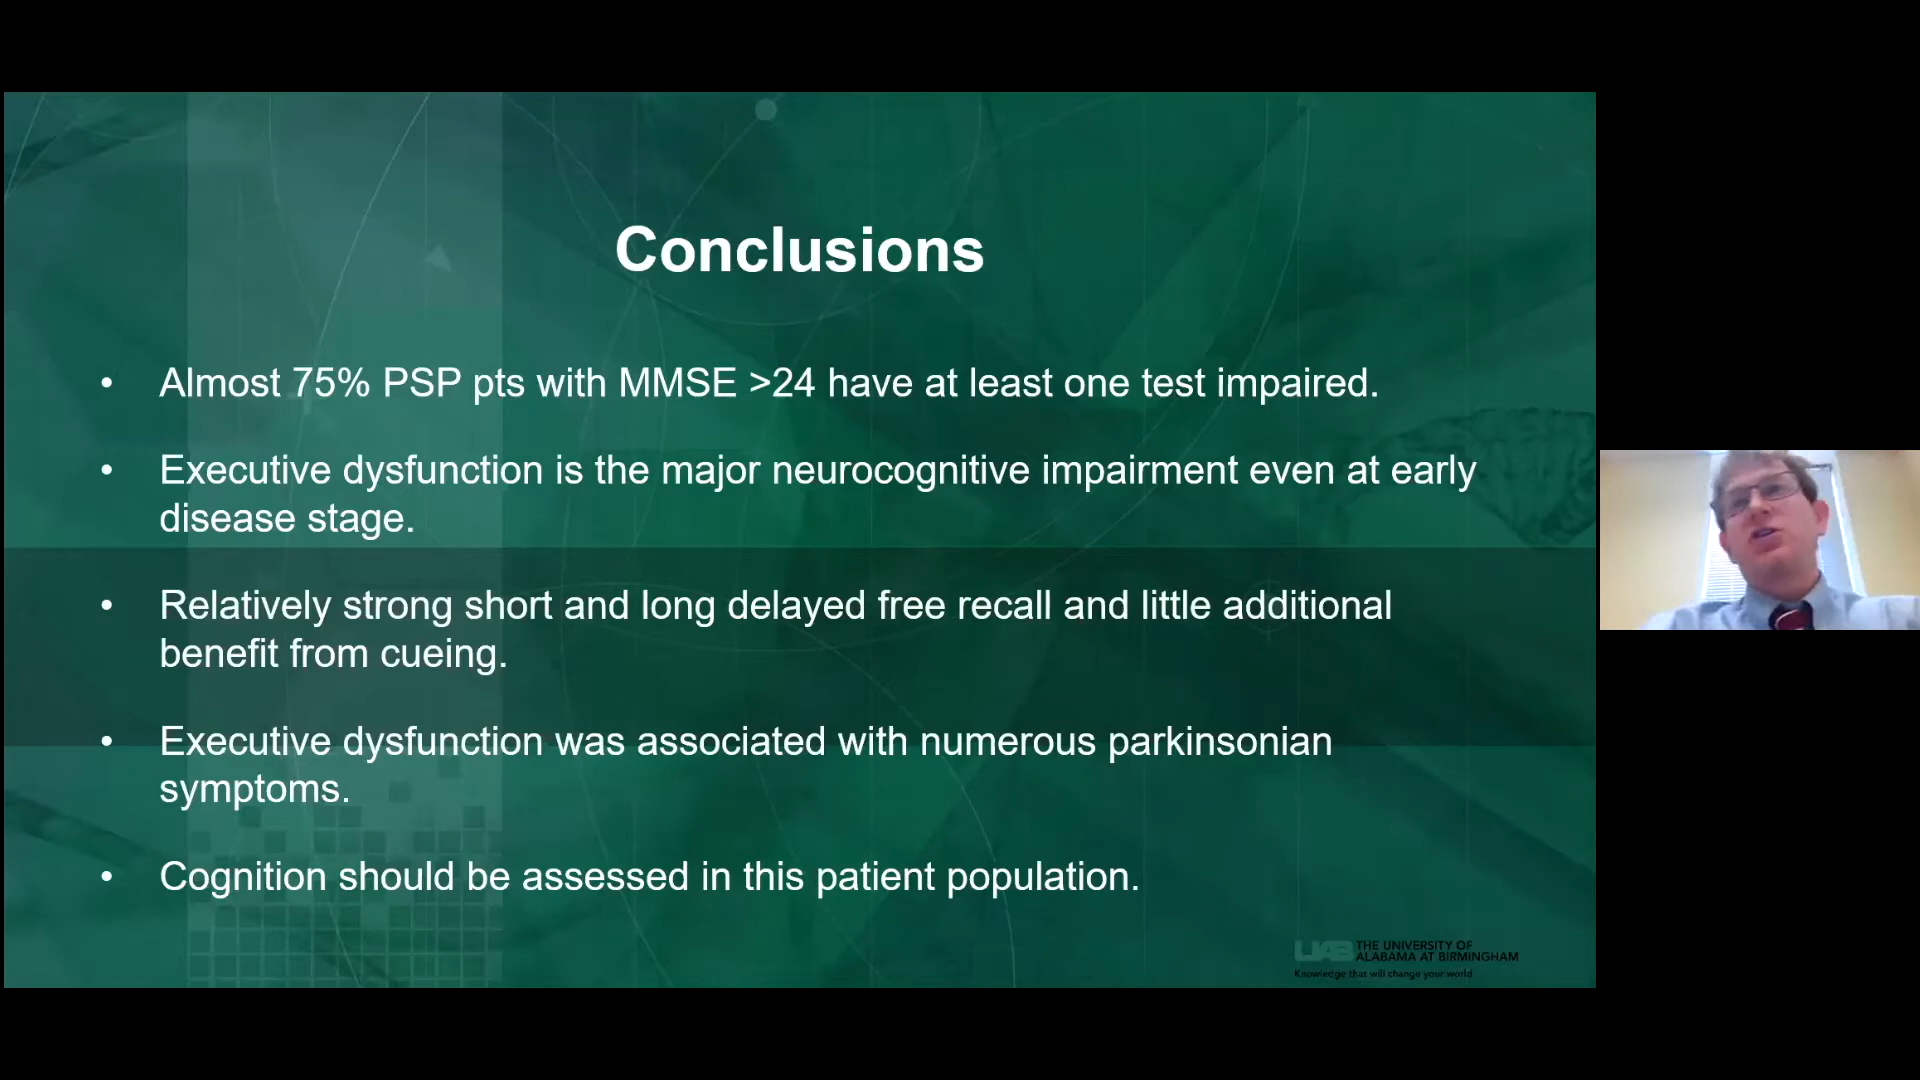 Conclusions
• Almost 75% PSP pts with MMSE >24 have at least one test impaired.
• Executive dysfunction is the major neurocognitive impairment even at early
disease stage.
• Relatively strong short and long delayed free recall and little additional
benefit from cueing.
• Executive dysfunction was associated with numerous parkinsonian
symptoms.
• Cognition should be assessed in this patient population.
UAB THE UNIVERSITY OF
ALABAMA AT BIRMINGHAM
Knowledge that will change your world